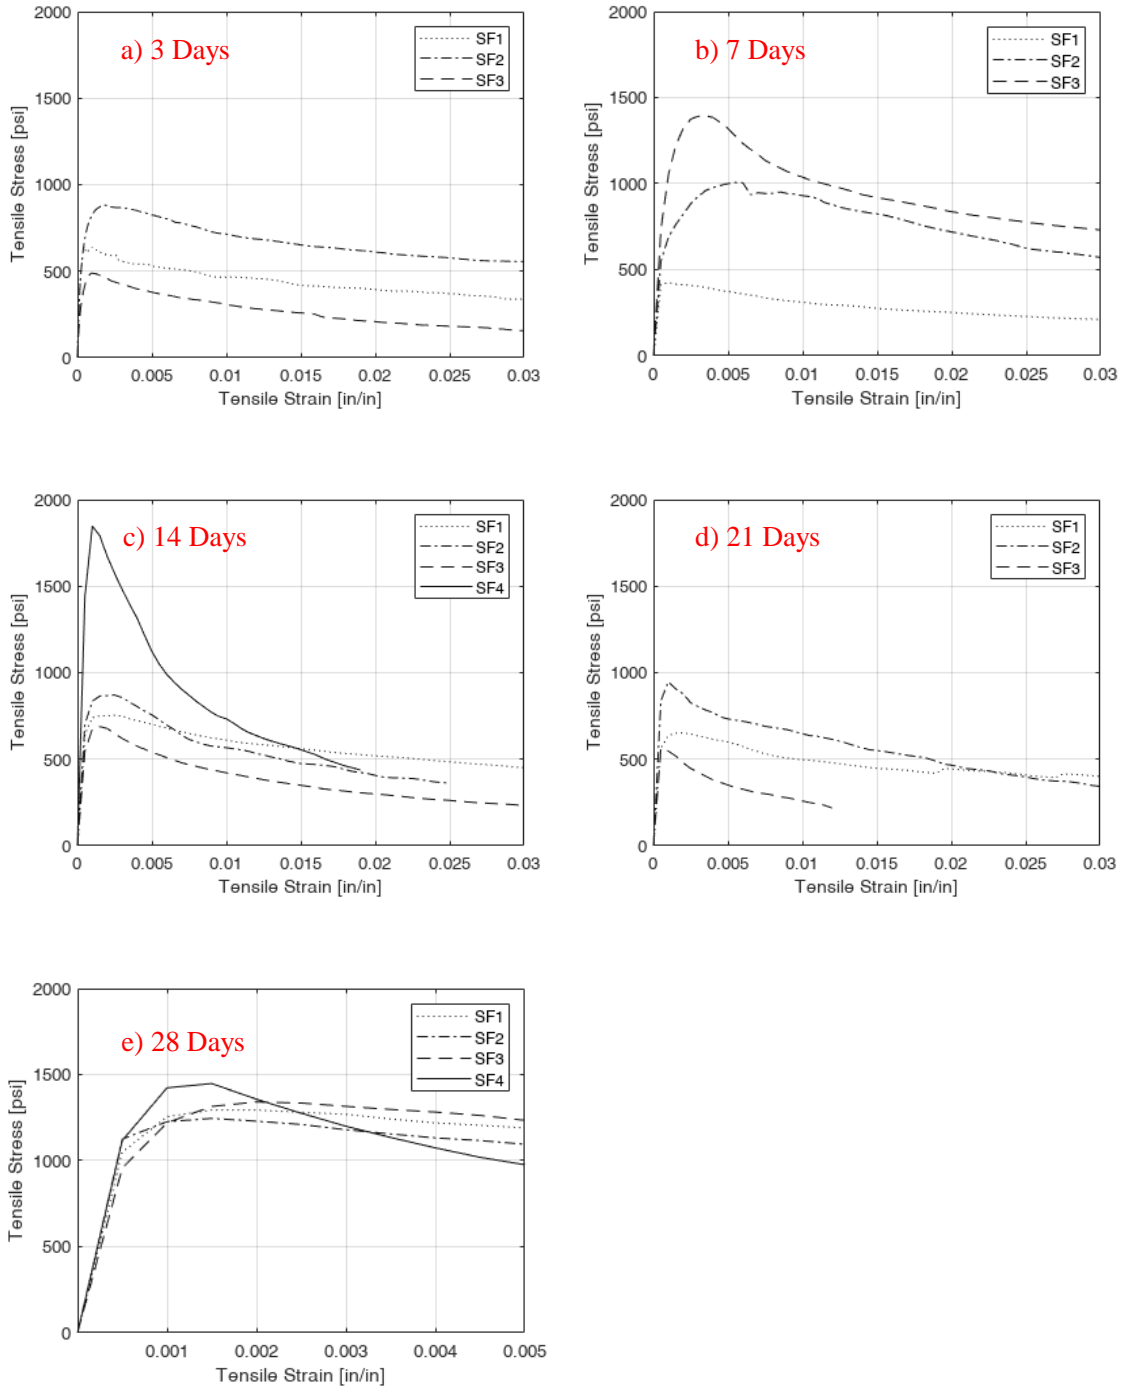 a) 3 Days
SF1
SF2
SF3
2000
1500
1000
500
0
Tensile Stress [psi]
0 0.005 0.01 0.015 0.02 0.025 0.03
Tensile Strain [in/in]
b) 7 Days
SF1
SF2
SF3
2000
1500
1000
500
0
Tensile Stress [psi]
0 0.005 0.01 0.015 0.02 0.025 0.03
Tensile Strain [in/in]
c) 14 Days
SF1
SF2
SF3
SF4
2000
1500
1000
500
0
Tensile Stress [psi]
0 0.005 0.01 0.015 0.02 0.025 0.03
Tensile Strain [in/in]
d) 21 Days
SF1
SF2
SF3
2000
1500
1000
500
0
Tensile Stress [psi]
0 0.005 0.01 0.015 0.02 0.025 0.03
Tensile Strain [in/in]
e) 28 Days
SF1
SF2
SF3
SF4
2000
1500
1000
500
0
Tensile Stress [psi]
0.001 0.002 0.003 0.004 0.005
Tensile Strain [in/in]